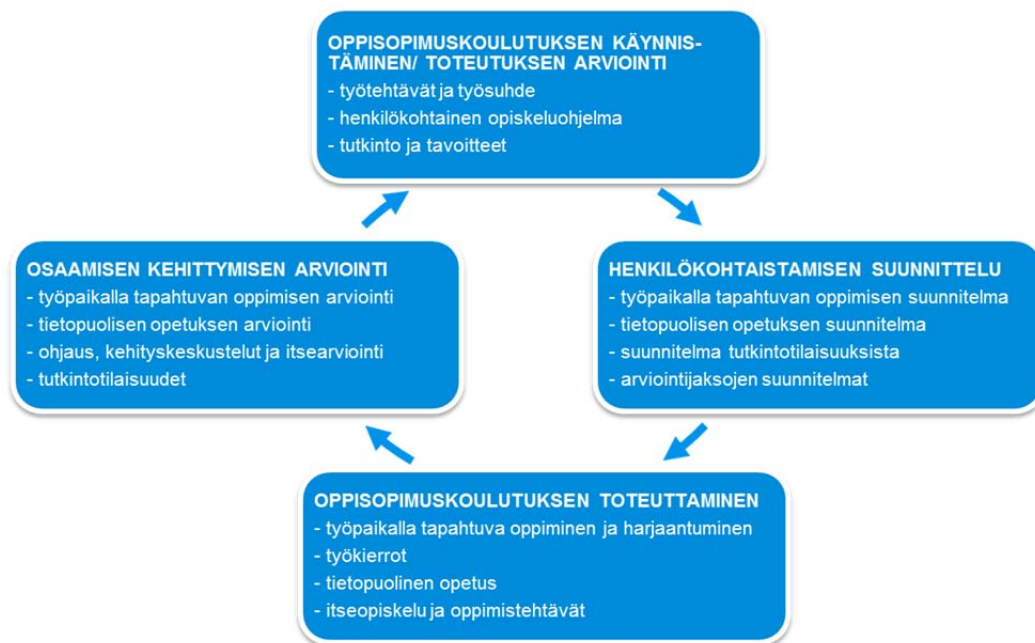 OPPISOPIMUSKOULUTUKSEN KÄYNNIS-
TÄMINEN/ TOTEUTUKSEN ARVIOINTI
- työtehtävät ja työsuhde
- henkilökohtainen opiskeluohjelma
- tutkinto ja tavoitteet
OSAAMISEN KEHITTYMISEN ARVIOINTI
- työpaikalla tapahtuvan oppimisen arviointi
- tietopuolisen opetuksen arviointi
- ohjaus, kehityskeskustelut ja itsearviointi
- tutkintotilaisuudet
HENKILÖKOHTAISTAMISEN SUUNNITTELU
- työpaikalla tapahtuvan oppimisen suunnitelma
- tietopuolisen opetuksen suunnitelma
- suunnitelma tutkintotilaisuuksista
- arviointijaksojen suunnitelmat
OPPISOPIMUSKOULUTUKSEN TOTEUTTAMINEN
- työpaikalla tapahtuva oppiminen ja harjaantuminen
- työkierrot
- tietopuolinen opetus
- itseopiskelu ja oppimistehtävät